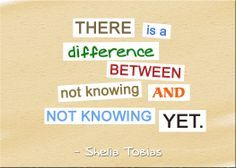 THERE is a
difference
BETWEEN
not knowing AND
NOT KNOWING YET.
- Shelia Tobias